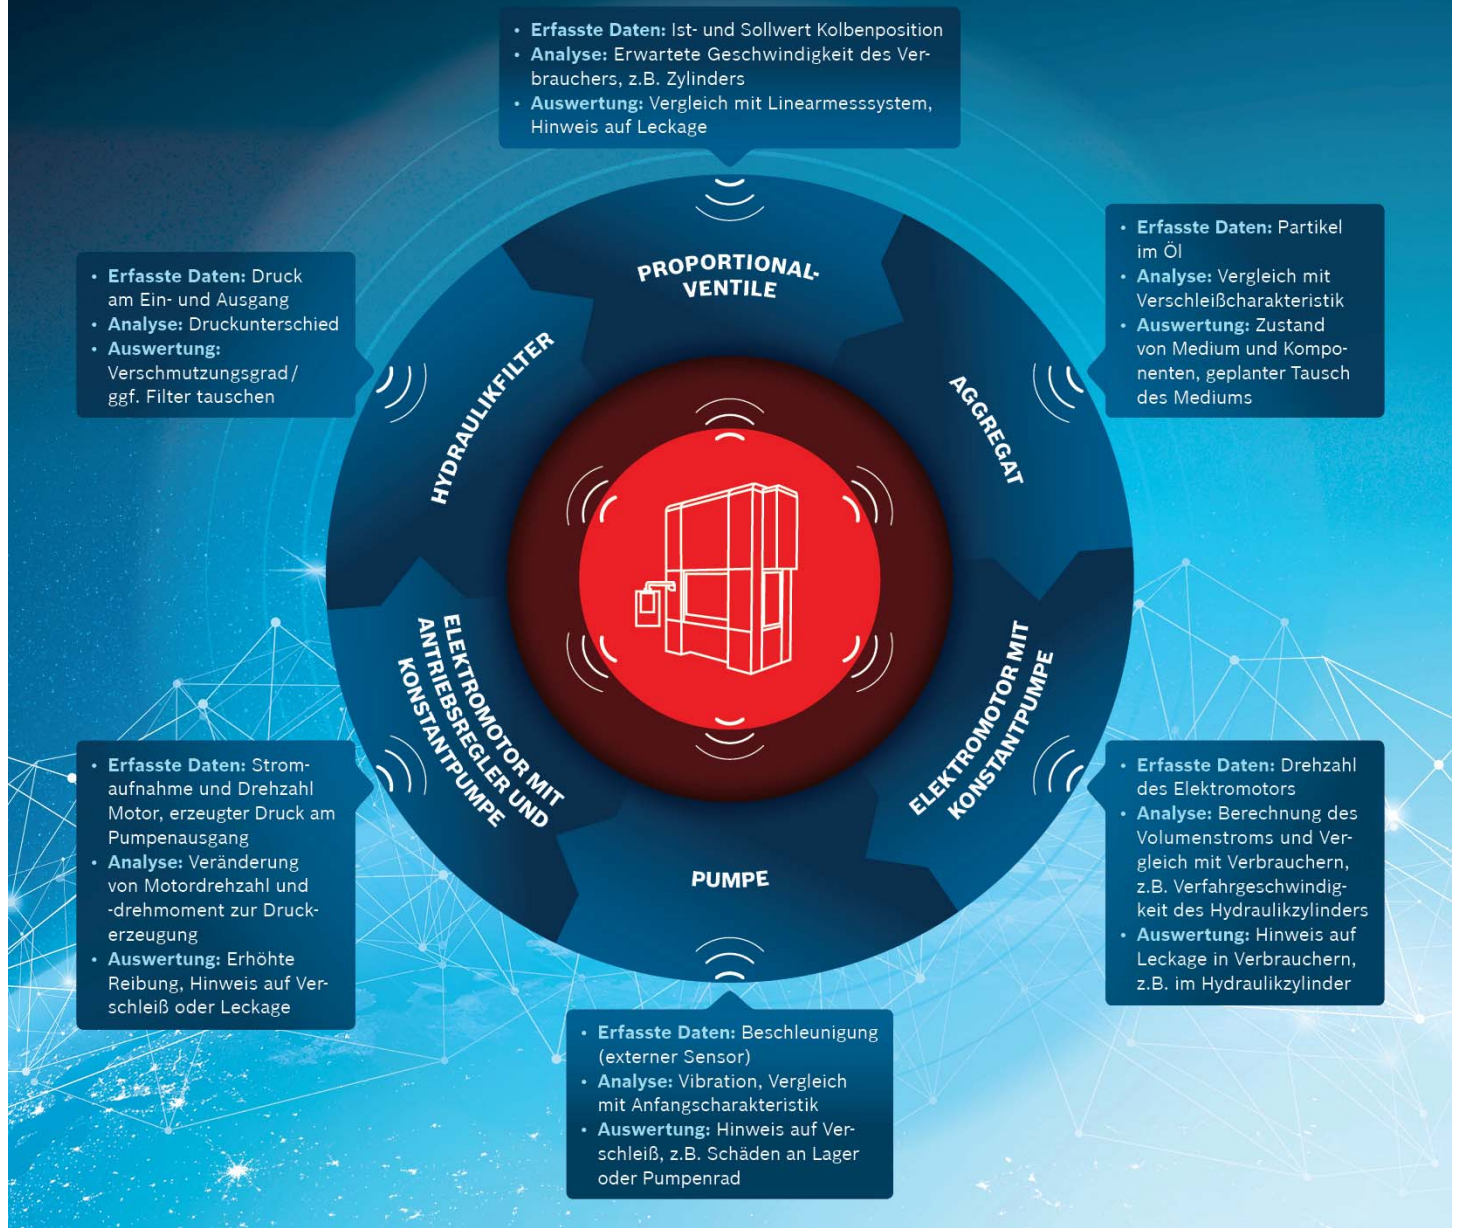 • Erfasste Daten: Ist- und Sollwert Kolbenposition
• Analyse: Erwartete Geschwindigkeit des Ver-
brauchers, z.B. Zylinders
• Auswertung: Vergleich mit Linearmesssystem,
Hinweis auf Leckage
PROPORTIONAL-
VENTILE
• Erfasste Daten: Partikel
im Öl
• Analyse: Vergleich mit
Verschleißcharakteristik
• Auswertung: Zustand
von Medium und Kompo-
nenten, geplanter Tausch
des Mediums
AGGREGAT
• Erfasste Daten: Drehzahl
des Elektromotors
• Analyse: Berechnung des
Volumenstroms und Ver-
gleich mit Verbrauchern,
z.B. Verfahrgeschwindig-
keit des Hydraulikzylinders
• Auswertung: Hinweis auf
Leckage in Verbrauchern,
z.B. im Hydraulikzylinder
ELEKTROMOTOR MIT
KONSTANTPUMPE
PUMPE
• Erfasste Daten: Beschleunigung
(externer Sensor)
• Analyse: Vibration, Vergleich
mit Anfangscharakteristik
• Auswertung: Hinweis auf Ver-
schleiß, z.B. Schäden an Lager
oder Pumpenrad
ELEKTROMOTOR MIT
ANTRIEBSREGLER UND
KONSTANTPUMPE
• Erfasste Daten: Strom-
aufnahme und Drehzahl
Motor, erzeugter Druck am
Pumpenausgang
• Analyse: Veränderung
von Motordrehzahl und
-drehmoment zur Druck-
erzeugung
• Auswertung: Erhöhte
Reibung, Hinweis auf Ver-
schleiß oder Leckage
HYDRAULIKFILTER
• Erfasste Daten: Druck
am Ein- und Ausgang
• Analyse: Druckunterschied
• Auswertung:
Verschmutzungsgrad/
ggf. Filter tauschen